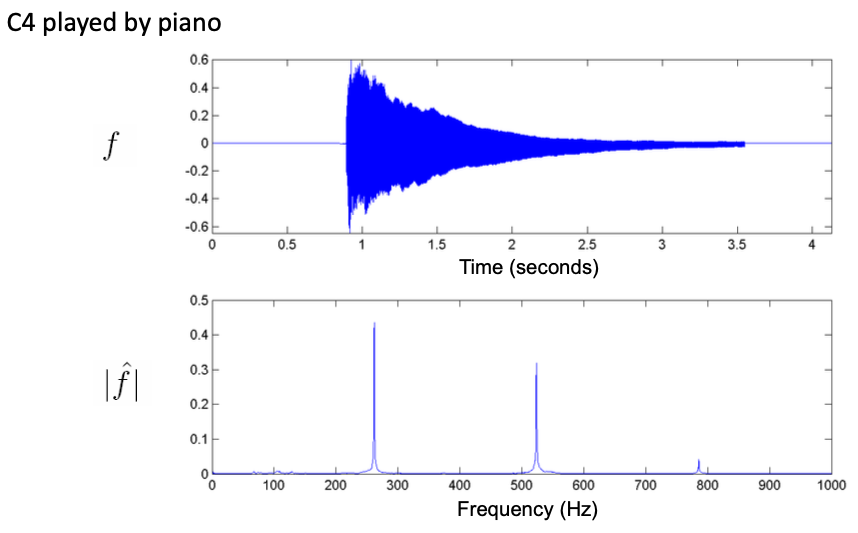 C4 played by piano
f
0.6
0.4
0.2
0
-0.2
-0.4
-0.6
0 0.5 1 1.5 2 2.5 3 3.5 4
Time (seconds)
|f̂|
0.5
0.4
0.3
0.2
0.1
0
0 100 200 300 400 500 600 700 800 900 1000
Frequency (Hz)